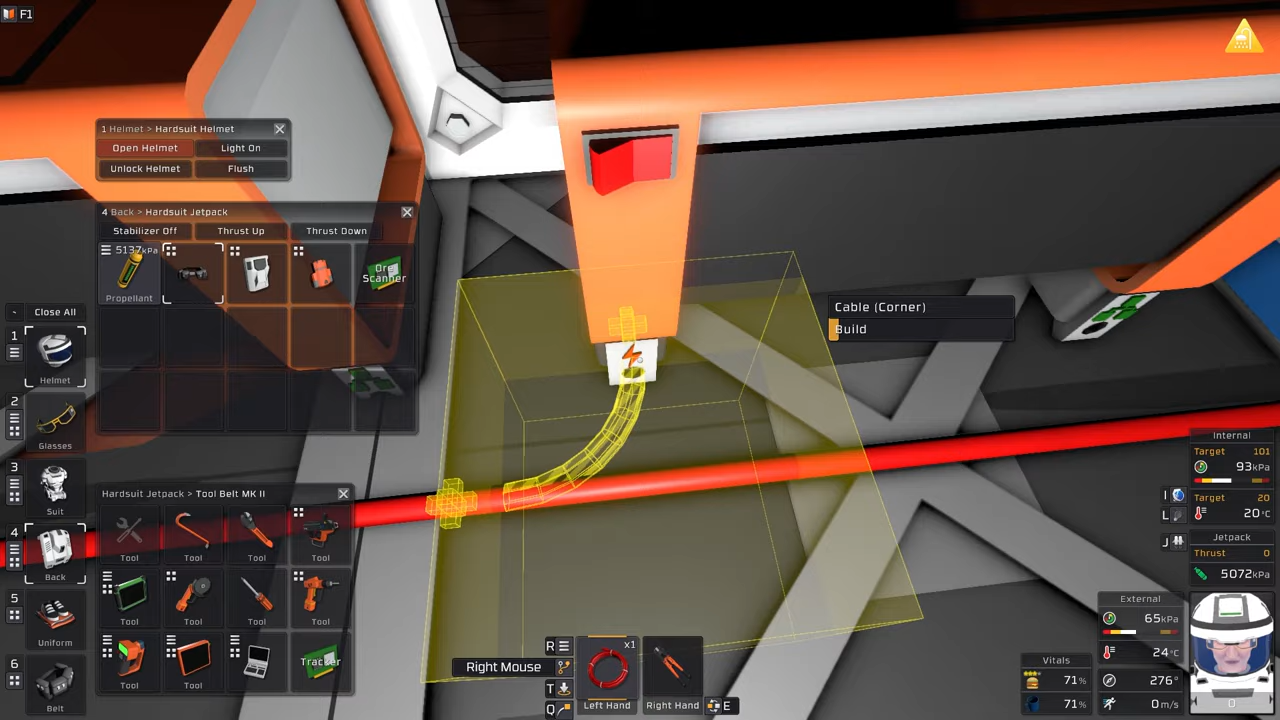 F1
1 Helmet > Hardsuit Helmet
Open Helmet
Light On
Unlock Helmet
Flush
4 Back > Hardsuit Jetpack
Stabilizer Off
Thrust Up
Thrust Down
5137kPa
Propellant
Ore
Scanner
~
Close All
1
Helmet
2
Glasses
3
Suit
4
Back
5
Uniform
6
Belt
Hardsuit Jetpack > Tool Belt MK II
Tool
Tool
Tool
Tool
Tool
Tool
Tool
Tool
Tool
Tool
Tool
Tracker
Cable (Corner)
Build
Right Mouse
R
T
Q
x1
Left Hand
Right Hand
E
Internal
Target 101
93kPa
Target 20
20°C
I
L
J
Jetpack
Thrust 0
5072kPa
External
65kPa
24°C
276°
0m/s
Vitals
71%
71%